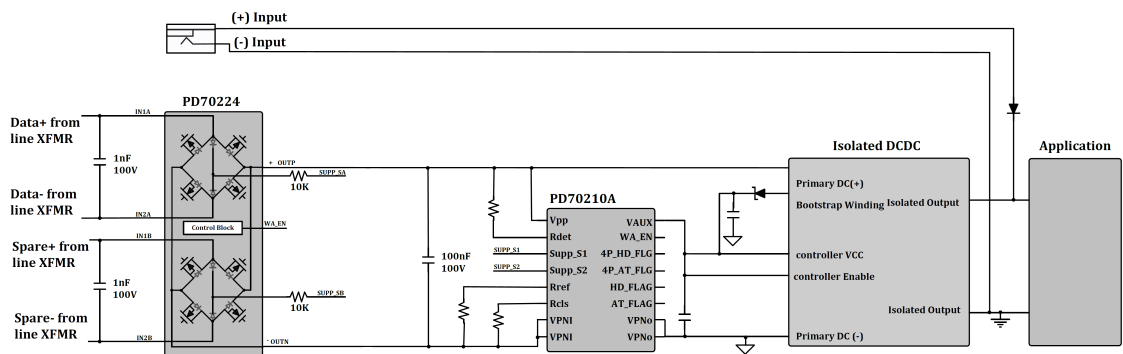 (+) Input
(-) Input
PD70224
IN1A
Data+ from
line XFMR
1nF
100V
Data- from
line XFMR
IN2A
+ OUTP
SUPP_SA
10K
Control Block
WA_EN
Spare+ from
line XFMR
IN1B
1nF
100V
SUPP_SB
10K
Spare- from
line XFMR
IN2B
- OUTN
100nF
100V
PD70210A
Vpp
Rdet
SUPP_S1
Supp_S1
SUPP_S2
Supp_S2
Rref
Rcls
VPNI
VPNI
VAUX
WA_EN
4P_HD_FLG
4P_AT_FLG
HD_FLAG
AT_FLAG
VPNo
VPNo
Isolated DCDC
Primary DC(+)
Bootstrap Winding
Isolated Output
controller VCC
controller Enable
Isolated Output
Primary DC (-)
Application